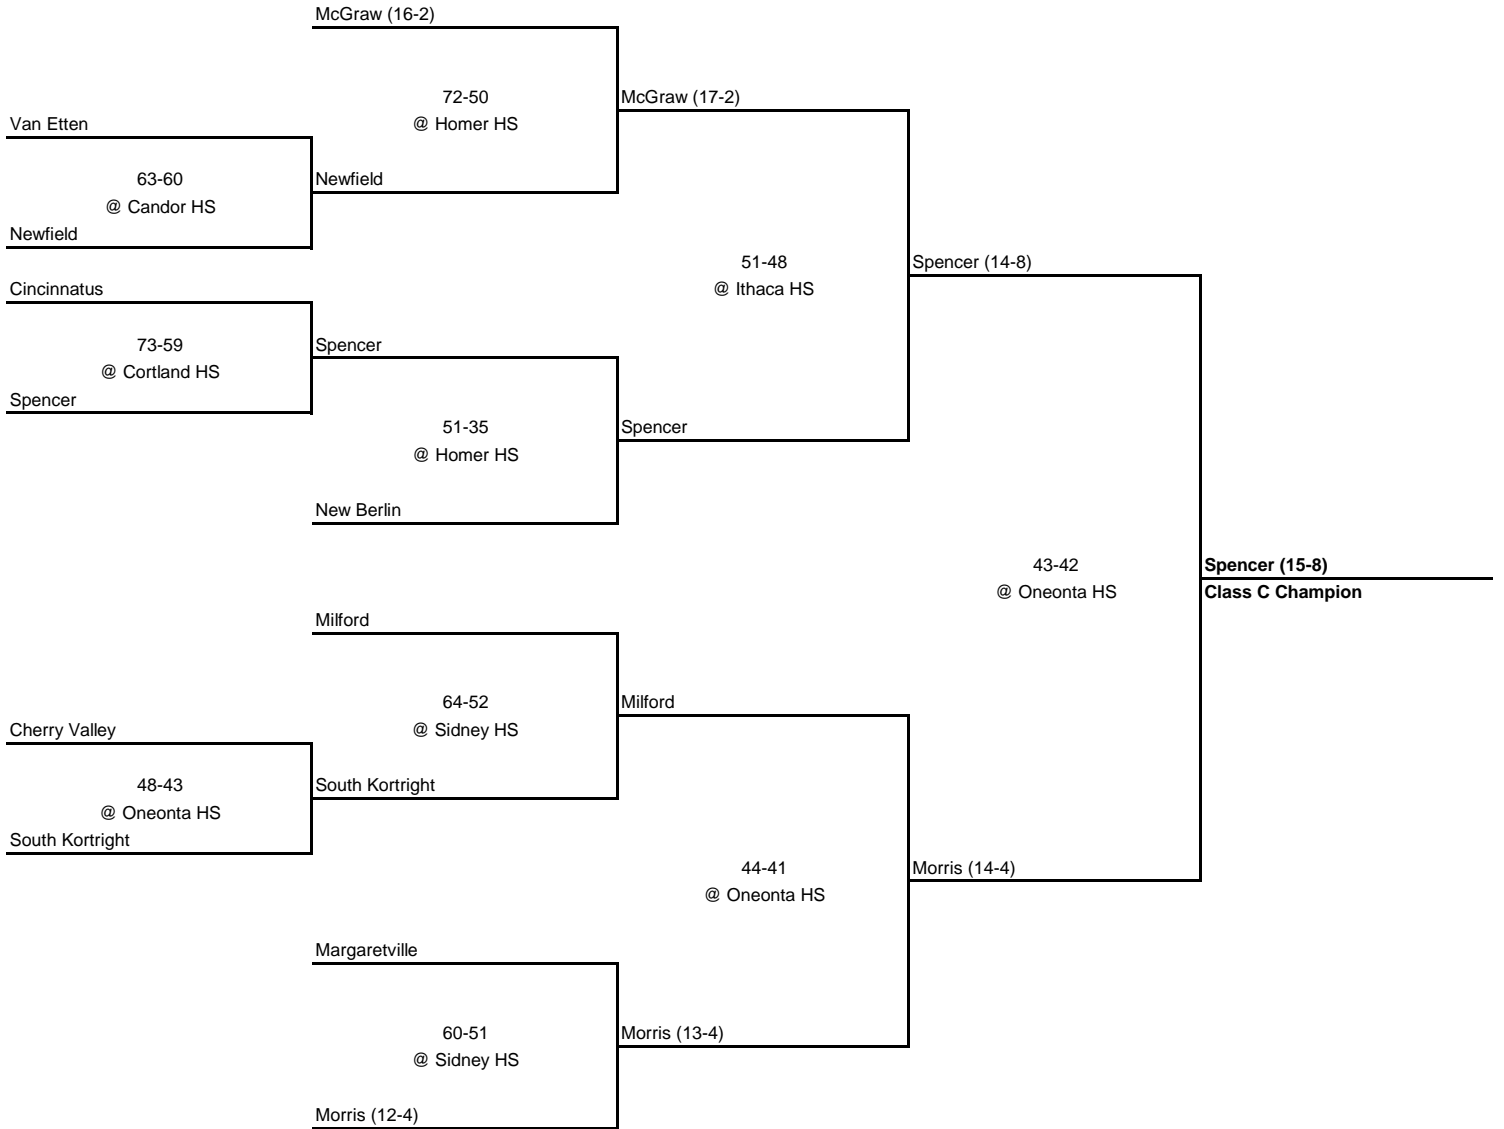 McGraw (16-2)
72-50
@ Homer HS
McGraw (17-2)
Van Etten
63-60
@ Candor HS
Newfield
Newfield
Cincinnatus
73-59
@ Cortland HS
Spencer
Spencer
51-48
@ Ithaca HS
Spencer (14-8)
51-35
@ Homer HS
Spencer
New Berlin
43-42
@ Oneonta HS
Spencer (15-8)
Class C Champion
Milford
64-52
@ Sidney HS
Milford
Cherry Valley
48-43
@ Oneonta HS
South Kortright
South Kortright
44-41
@ Oneonta HS
Morris (14-4)
Margaretville
60-51
@ Sidney HS
Morris (13-4)
Morris (12-4)